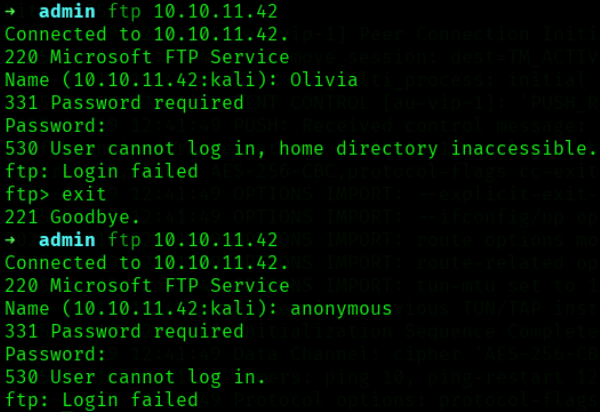 → admin ftp 10.10.11.42
Connected to 10.10.11.42.
220 Microsoft FTP Service
Name (10.10.11.42:kali): Olivia
331 Password required
Password:
530 User cannot log in, home directory inaccessible.
ftp: Login failed
ftp> exit
221 Goodbye.
→ admin ftp 10.10.11.42
Connected to 10.10.11.42.
220 Microsoft FTP Service
Name (10.10.11.42:kali): anonymous
331 Password required
Password:
530 User cannot log in.
ftp: Login failed